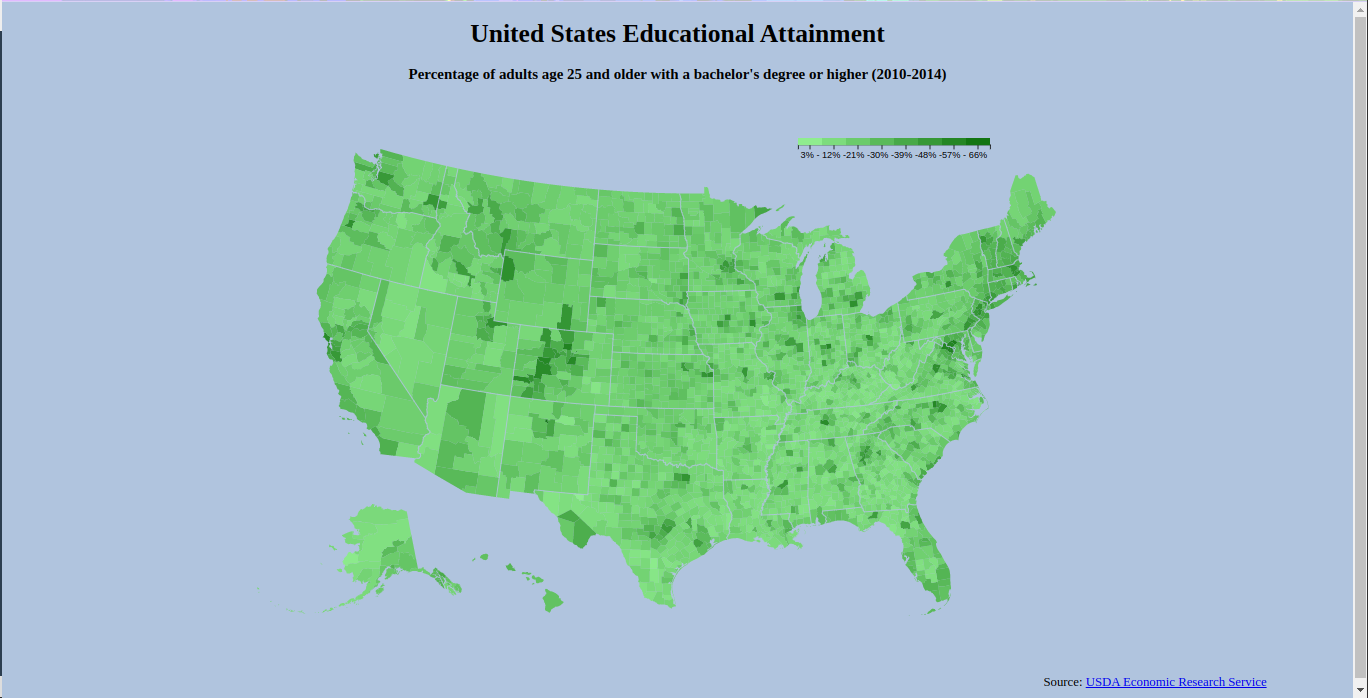 United States Educational Attainment
Percentage of adults age 25 and older with a bachelor's degree or higher (2010-2014)
3% - 12% -21% -30% -39% -48% -57% - 66%
Source: USDA Economic Research Service